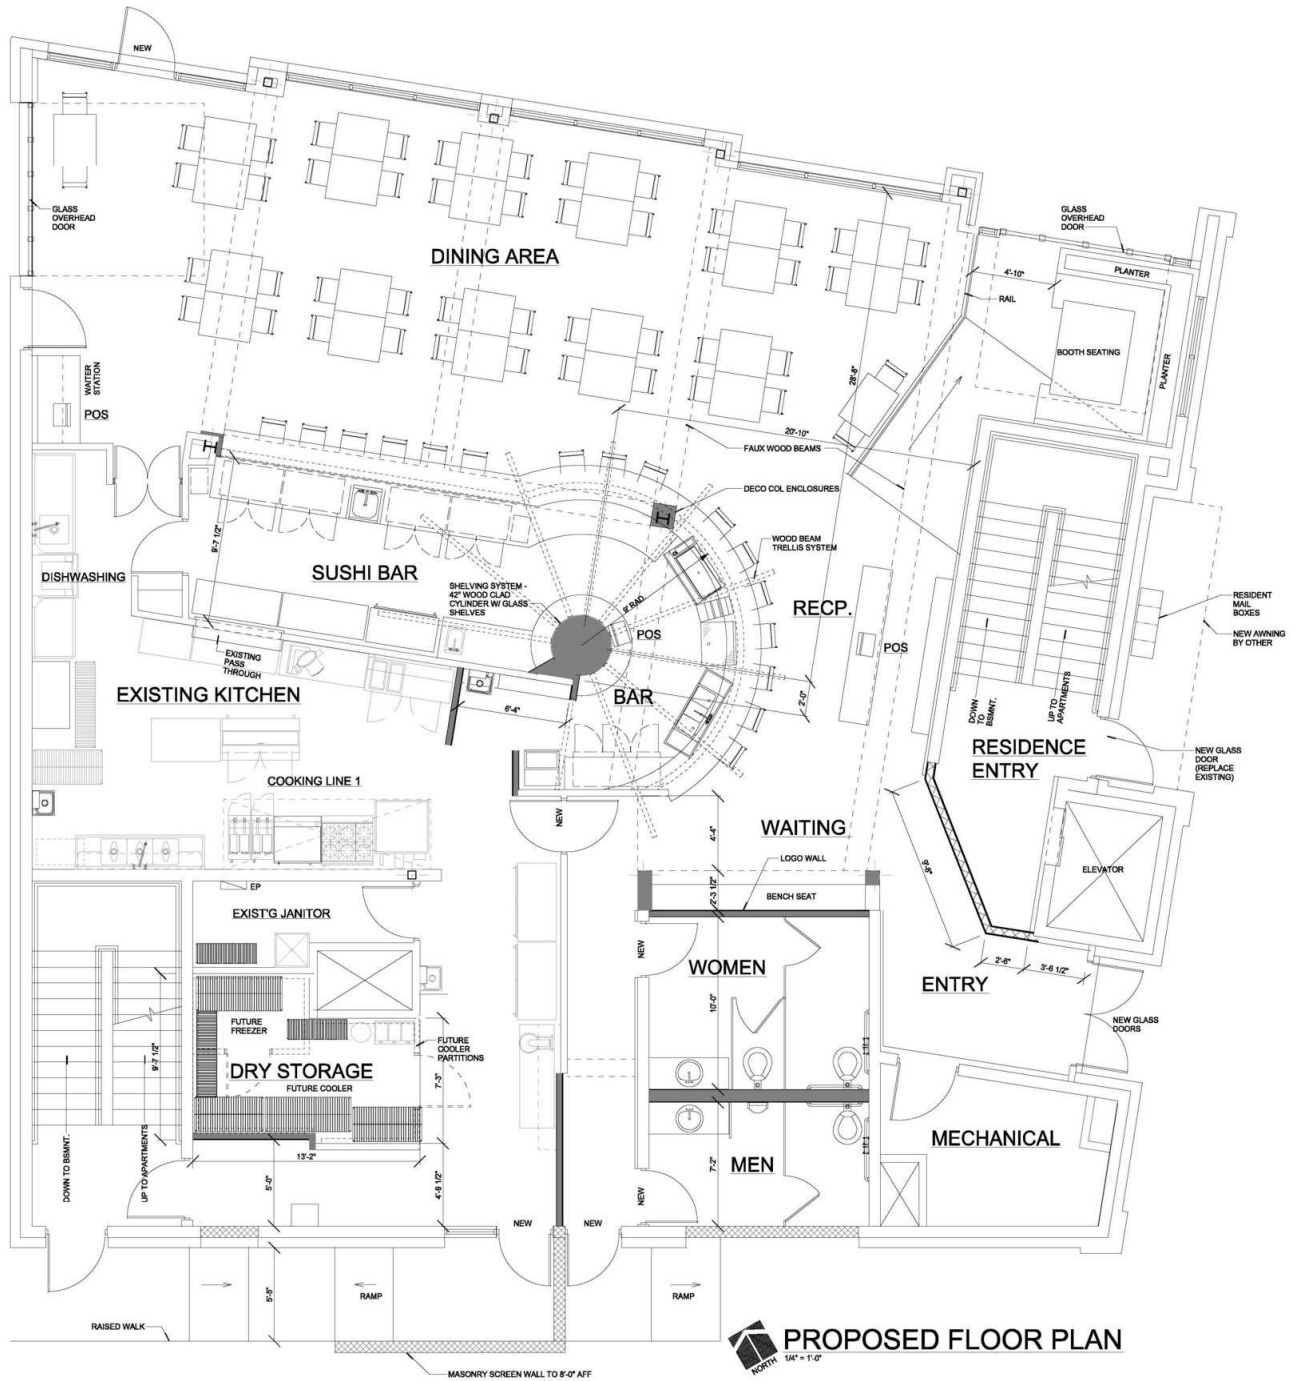 NEW
GLASS
OVERHEAD
DOOR
DINING AREA
GLASS
OVERHEAD
DOOR
4'-10"
PLANTER
RAIL
BOOTH SEATING
PLANTER
WAITER
STATION
POS
28'-8"
20'-10"
FAUX WOOD BEAMS
DECO COL ENCLOSURES
9'-7 1/2"
WOOD BEAM
TRELLIS SYSTEM
DISHWASHING
SUSHI BAR
SHELVING SYSTEM -
42" WOOD CLAD
CYLINDER W/ GLASS
SHELVES
9' RAD.
RECP.
RESIDENT
MAIL
BOXES
POS
POS
NEW AWNING
BY OTHER
EXISTING
PASS
THROUGH
EXISTING KITCHEN
6'-4"
BAR
2'-0"
DOWN
TO
BSMNT.
UP TO
APARTMENTS
RESIDENCE
ENTRY
NEW GLASS
DOOR
(REPLACE
EXISTING)
COOKING LINE 1
NEW
4'-4"
WAITING
LOGO WALL
9'-8"
ELEVATOR
EP
2'-3 1/2"
BENCH SEAT
EXIST'G JANITOR
NEW
WOMEN
10'-0"
2'-6"
3'-6 1/2"
ENTRY
NEW GLASS
DOORS
FUTURE
FREEZER
9'-7 1/2"
FUTURE
COOLER
PARTITIONS
DRY STORAGE
FUTURE COOLER
7'-3"
DOWN TO BSMNT.
UP TO APARTMENTS
13'-2"
5'-0"
4'-9 1/2"
7'-2"
MEN
MECHANICAL
NEW
NEW
NEW
5'-5"
RAMP
RAMP
RAISED WALK
NORTH
PROPOSED FLOOR PLAN
1/4" = 1'-0"
MASONRY SCREEN WALL TO 8'-0" AFF